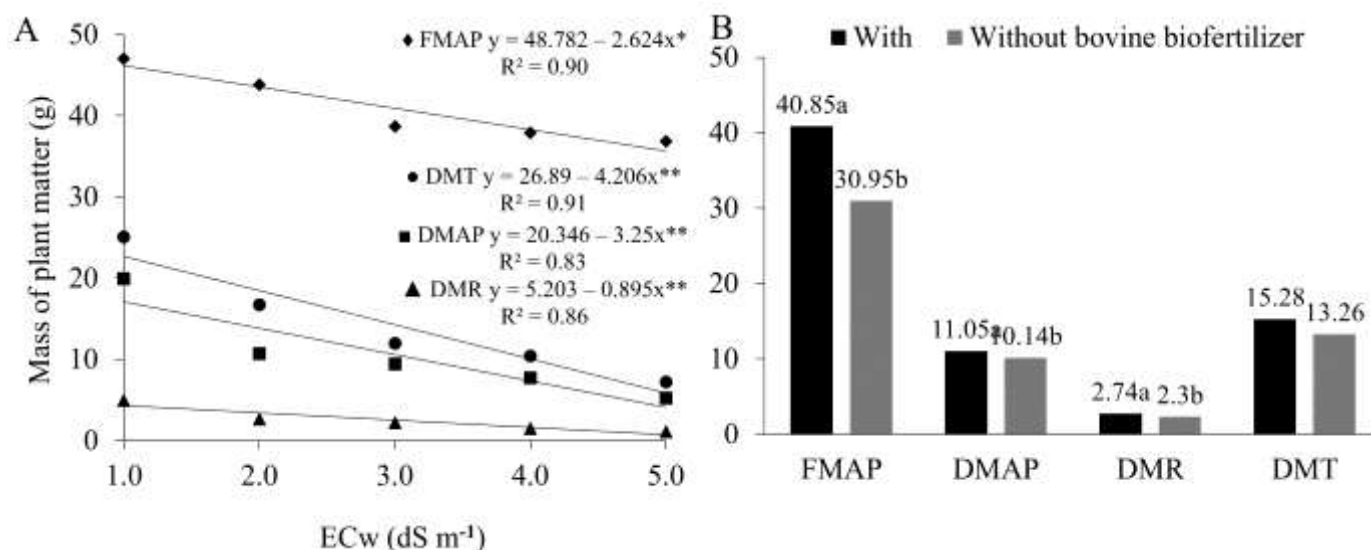 A
50
40
30
20
10
0
Mass of plant matter (g)
FMAP y = 48.782 – 2.624x*
R² = 0.90
DMT y = 26.89 – 4.206x**
R² = 0.91
DMAP y = 20.346 – 3.25x**
R² = 0.83
DMR y = 5.203 – 0.895x**
R² = 0.86
1.0 2.0 3.0 4.0 5.0
ECw (dS m⁻¹)
B
With Without bovine biofertilizer
50
40
30
20
10
0
40.85a
30.95b
11.05a
10.14b
2.74a
2.3b
15.28
13.26
FMAP DMAP DMR DMT